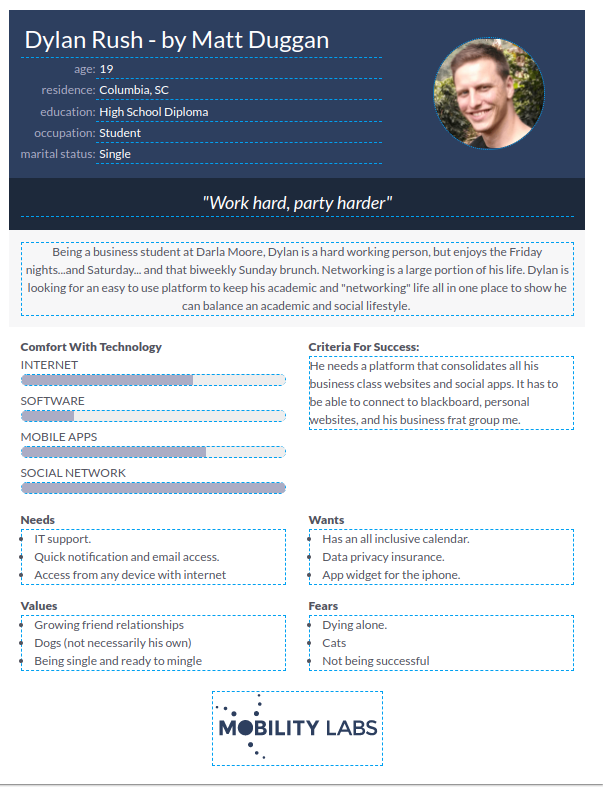 Dylan Rush - by Matt Duggan
age: 19
residence: Columbia, SC
education: High School Diploma
occupation: Student
marital status: Single
"Work hard, party harder"
Being a business student at Darla Moore, Dylan is a hard working person, but enjoys the Friday
nights...and Saturday... and that biweekly Sunday brunch. Networking is a large portion of his life. Dylan is
looking for an easy to use platform to keep his academic and "networking" life all in one place to show he
can balance an academic and social lifestyle.
Comfort With Technology
INTERNET
SOFTWARE
MOBILE APPS
SOCIAL NETWORK
Criteria For Success:
He needs a platform that consolidates all his
business class websites and social apps. It has to
be able to connect to blackboard, personal
websites, and his business frat group me.
Needs
IT support.
Quick notification and email access.
Access from any device with internet
Wants
Has an all inclusive calendar.
Data privacy insurance.
App widget for the iphone.
Values
Growing friend relationships
Dogs (not necessarily his own)
Being single and ready to mingle
Fears
Dying alone.
Cats
Not being successful
MOBILITY LABS